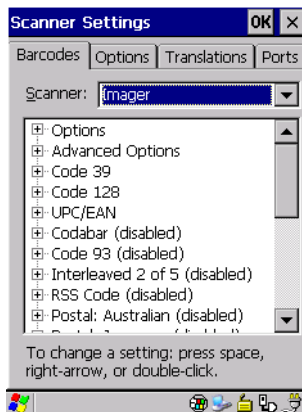 Scanner Settings OK ×
Barcodes Options Translations Ports
Scanner: Imager
Options
Advanced Options
Code 39
Code 128
UPC/EAN
Codabar (disabled)
Code 93 (disabled)
Interleaved 2 of 5 (disabled)
RSS Code (disabled)
Postal: Australian (disabled)
To change a setting: press space,
right-arrow, or double-click.